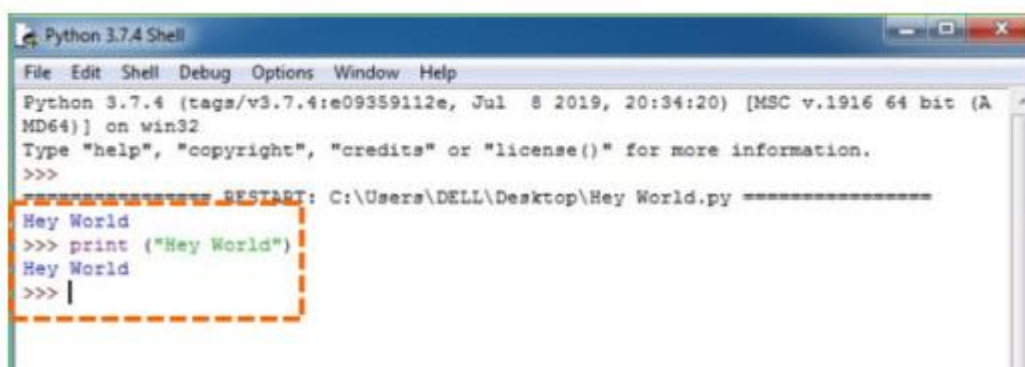 Python 3.7.4 Shell
File Edit Shell Debug Options Window Help
Python 3.7.4 (tags/v3.7.4:e09359112e, Jul  8 2019, 20:34:20) [MSC v.1916 64 bit (A
MD64)] on win32
Type "help", "copyright", "credits" or "license()" for more information.
>>>
================ RESTART: C:\Users\DELL\Desktop\Hey World.py ================
Hey World
>>> print ("Hey World")
Hey World
>>>